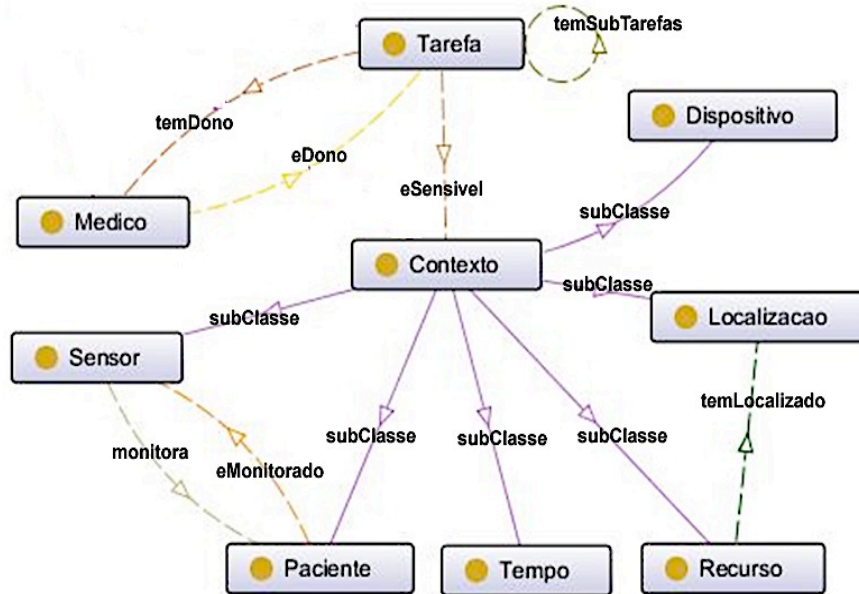 temSubTarefas
Tarefa
Dispositivo
temDono
eDono
eSensivel
Medico
subClasse
Contexto
subClasse
Localizacao
subClasse
Sensor
temLocalizado
subClasse
subClasse
subClasse
monitora
eMonitorado
Paciente
Tempo
Recurso